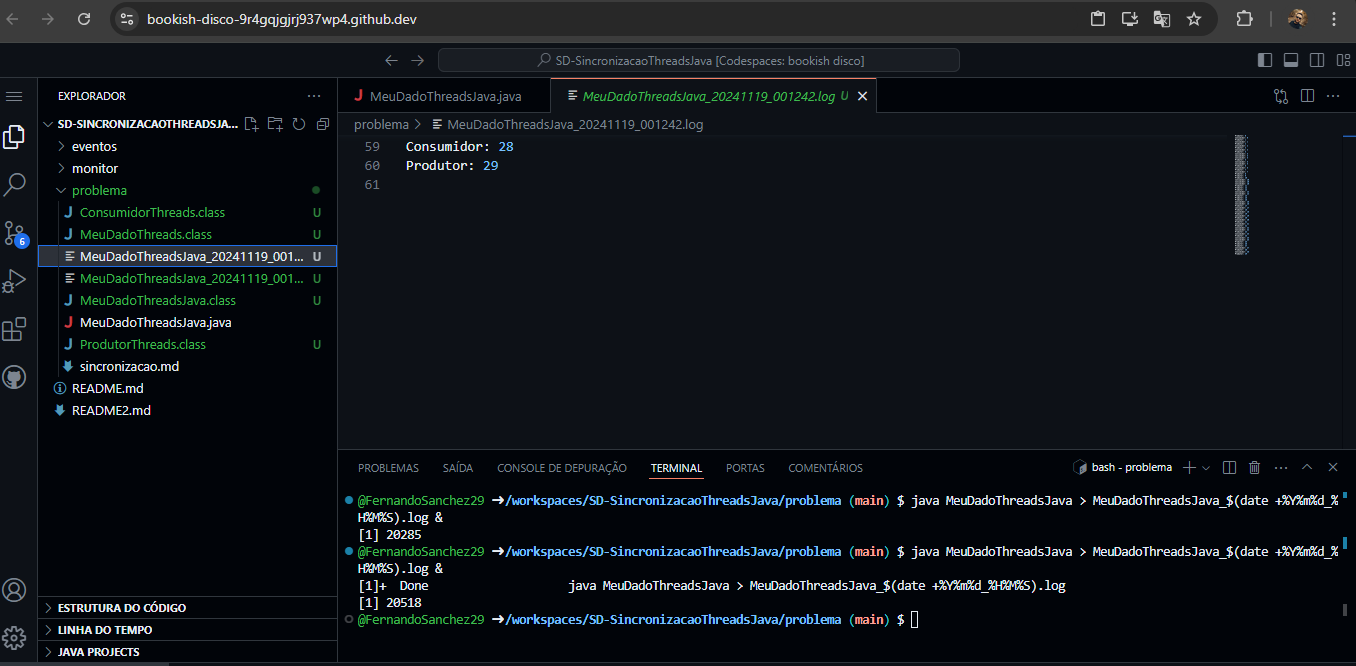 bookish-disco-9r4gqjgjrj937wp4.github.dev
SD-SincronizacaoThreadsJava [Codespaces: bookish disco]
EXPLORADOR
SD-SINCRONIZACAOTHREADSJA...
eventos
monitor
problema
ConsumidorThreads.class U
MeuDadoThreads.class U
MeuDadoThreadsJava_20241119_001... U
MeuDadoThreadsJava_20241119_001... U
MeuDadoThreadsJava.class U
MeuDadoThreadsJava.java
ProdutorThreads.class U
sincronizacao.md
README.md
README2.md
6
ESTRUTURA DO CÓDIGO
LINHA DO TEMPO
JAVA PROJECTS
MeuDadoThreadsJava.java
MeuDadoThreadsJava_20241119_001242.log U
problema > MeuDadoThreadsJava_20241119_001242.log
59 Consumidor: 28
60 Produtor: 29
61
PROBLEMAS SAÍDA CONSOLE DE DEPURAÇÃO TERMINAL PORTAS COMENTÁRIOS
bash - problema
@FernandoSanchez29 ➜/workspaces/SD-SincronizacaoThreadsJava/problema (main) $ java MeuDadoThreadsJava > MeuDadoThreadsJava_$(date +%Y%m%d_%
H%M%S).log &
[1] 20285
@FernandoSanchez29 ➜/workspaces/SD-SincronizacaoThreadsJava/problema (main) $ java MeuDadoThreadsJava > MeuDadoThreadsJava_$(date +%Y%m%d_%
H%M%S).log &
[1]+ Done java MeuDadoThreadsJava > MeuDadoThreadsJava_$(date +%Y%m%d_%H%M%S).log
[1] 20518
@FernandoSanchez29 ➜/workspaces/SD-SincronizacaoThreadsJava/problema (main) $